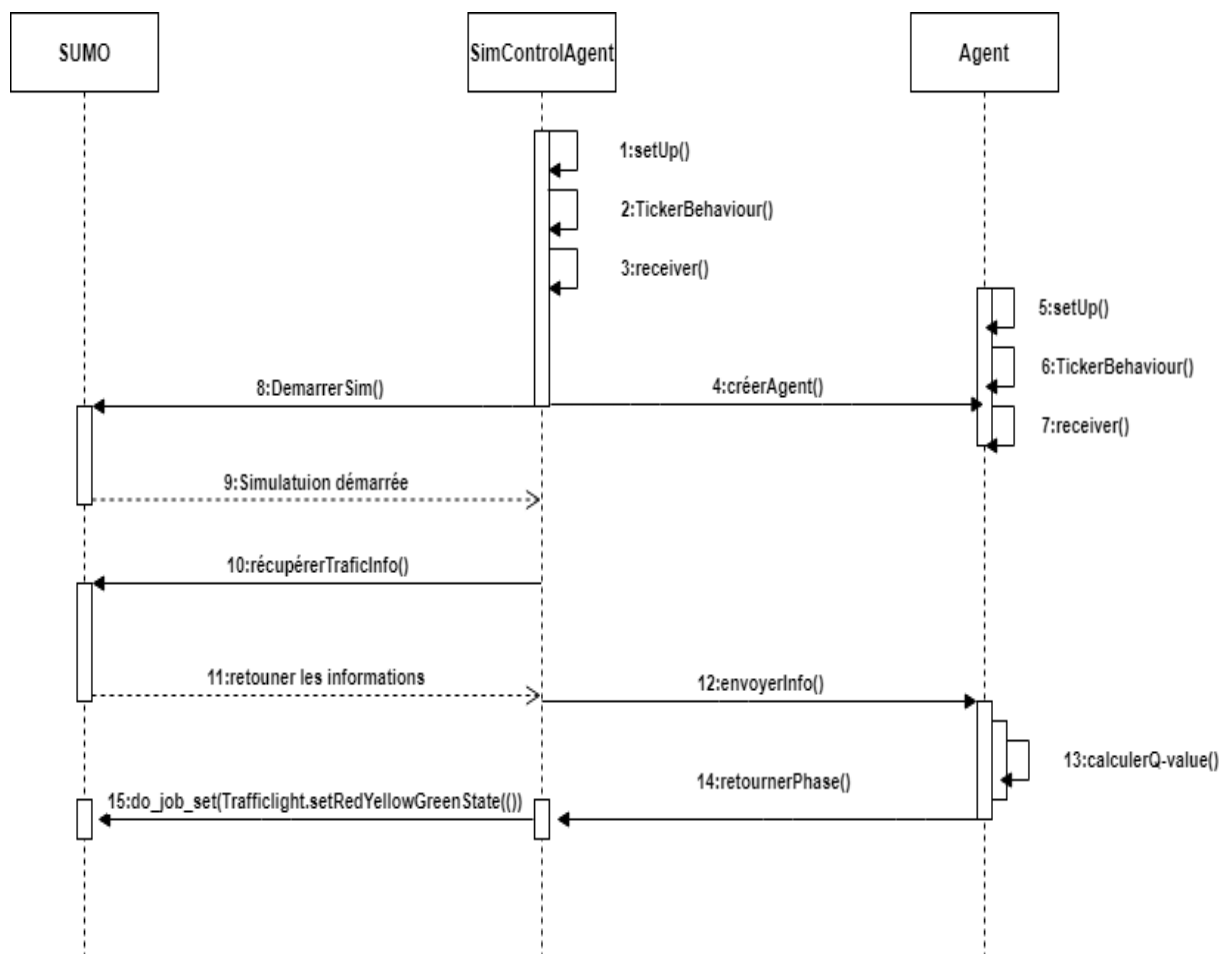 SUMO
SimControlAgent
Agent
1:setUp()
2:TickerBehaviour()
3:receiver()
5:setUp()
6:TickerBehaviour()
8:DemarrerSim()
4:créerAgent()
7:receiver()
9:Simulatuion démarrée
10:récupérerTraficInfo()
11:retouner les informations
12:envoyerInfo()
13:calculerQ-value()
14:retournerPhase()
15:do_job_set(Trafficlight.setRedYellowGreenState(())